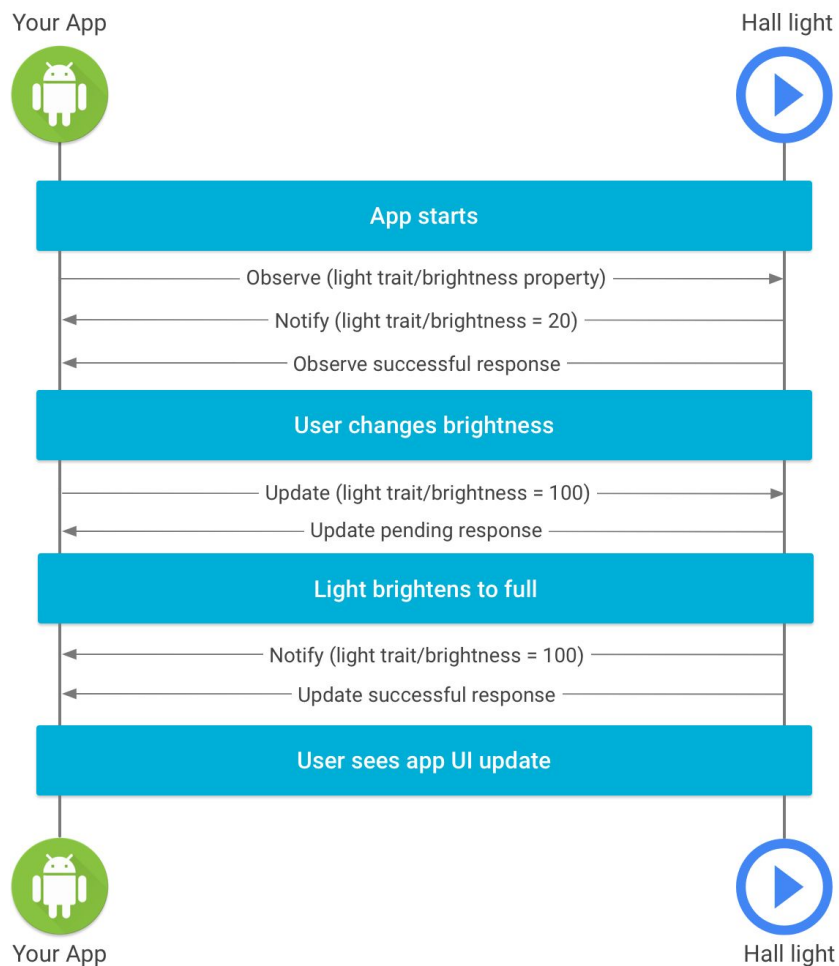 Your App
Hall light
App starts
Observe (light trait/brightness property)
Notify (light trait/brightness = 20)
Observe successful response
User changes brightness
Update (light trait/brightness = 100)
Update pending response
Light brightens to full
Notify (light trait/brightness = 100)
Update successful response
User sees app UI update
Your App
Hall light